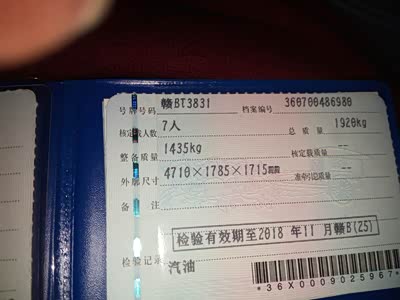 号牌号码 赣BT3831 档案编号 360700486980
核定载人数 7人 总质量 1920kg
整备质量 1435kg 核定载质量 --
外廓尺寸 4710×1785×1715mm 准牵引总质量 --
备注
检验有效期至2018 年11 月赣B(25)
检验记录 汽油
*36X0009025967*